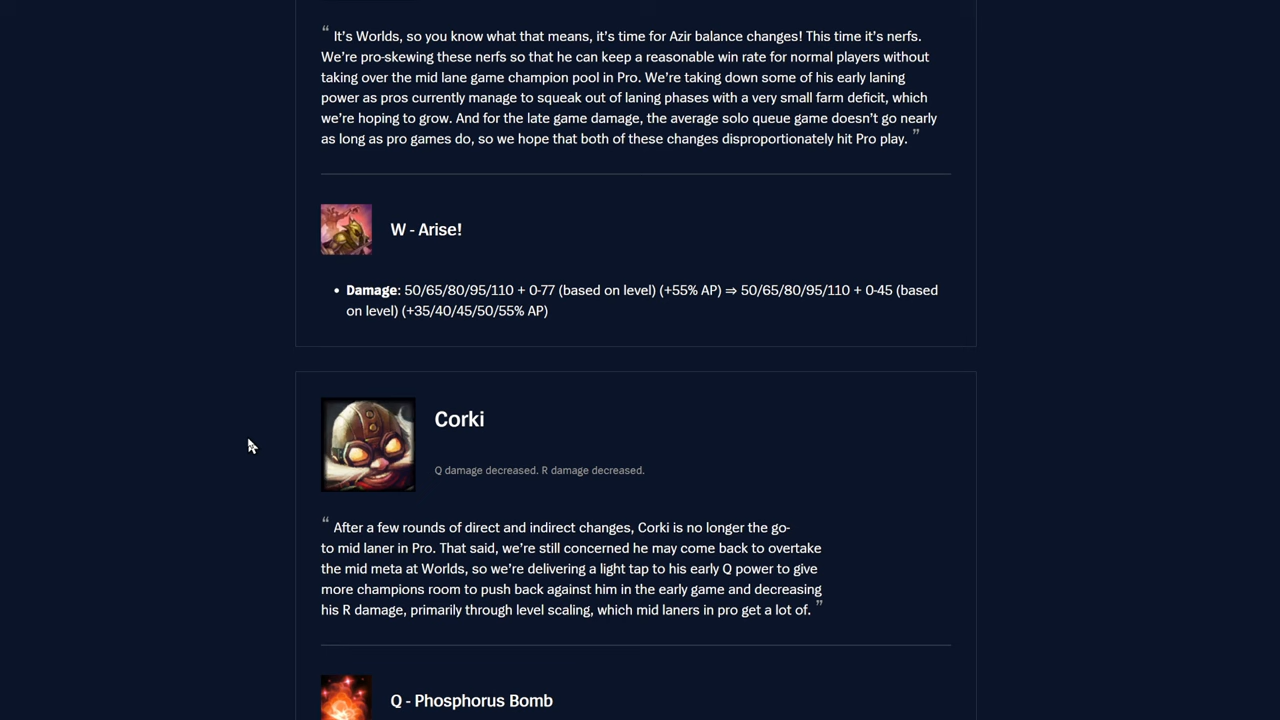 “ It’s Worlds, so you know what that means, it’s time for Azir balance changes! This time it’s nerfs.
We’re pro-skewing these nerfs so that he can keep a reasonable win rate for normal players without
taking over the mid lane game champion pool in Pro. We’re taking down some of his early laning
power as pros currently manage to squeak out of laning phases with a very small farm deficit, which
we’re hoping to grow. And for the late game damage, the average solo queue game doesn’t go nearly
as long as pro games do, so we hope that both of these changes disproportionately hit Pro play. ”
W - Arise!
• Damage: 50/65/80/95/110 + 0-77 (based on level) (+55% AP) ⇒ 50/65/80/95/110 + 0-45 (based
on level) (+35/40/45/50/55% AP)
Corki
Q damage decreased. R damage decreased.
“ After a few rounds of direct and indirect changes, Corki is no longer the go-
to mid laner in Pro. That said, we’re still concerned he may come back to overtake
the mid meta at Worlds, so we’re delivering a light tap to his early Q power to give
more champions room to push back against him in the early game and decreasing
his R damage, primarily through level scaling, which mid laners in pro get a lot of. ”
Q - Phosphorus Bomb